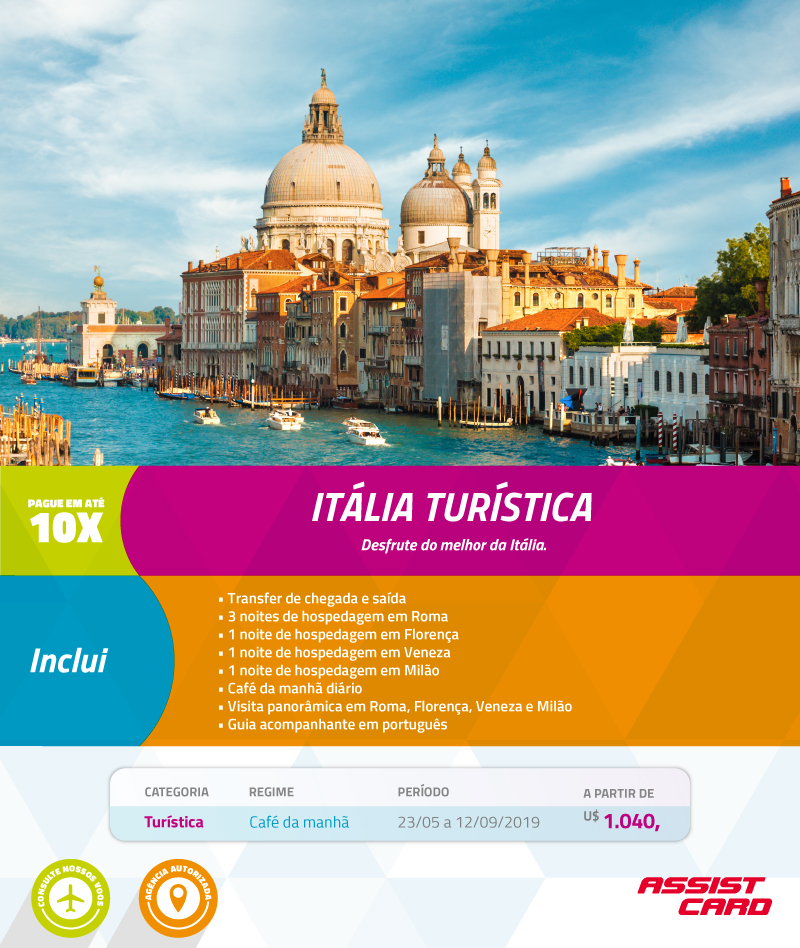 PAGUE EM ATÉ
10X
ITÁLIA TURÍSTICA
Desfrute do melhor da Itália.
Inclui
▪ Transfer de chegada e saída
▪ 3 noites de hospedagem em Roma
▪ 1 noite de hospedagem em Florença
▪ 1 noite de hospedagem em Veneza
▪ 1 noite de hospedagem em Milão
▪ Café da manhã diário
▪ Visita panorâmica em Roma, Florença, Veneza e Milão
▪ Guia acompanhante em português
CATEGORIA REGIME PERÍODO A PARTIR DE
Turística Café da manhã 23/05 a 12/09/2019 U$ 1.040,
CONSULTE NOSSOS VOOS
AGÊNCIA AUTORIZADA
ASSIST
CARD